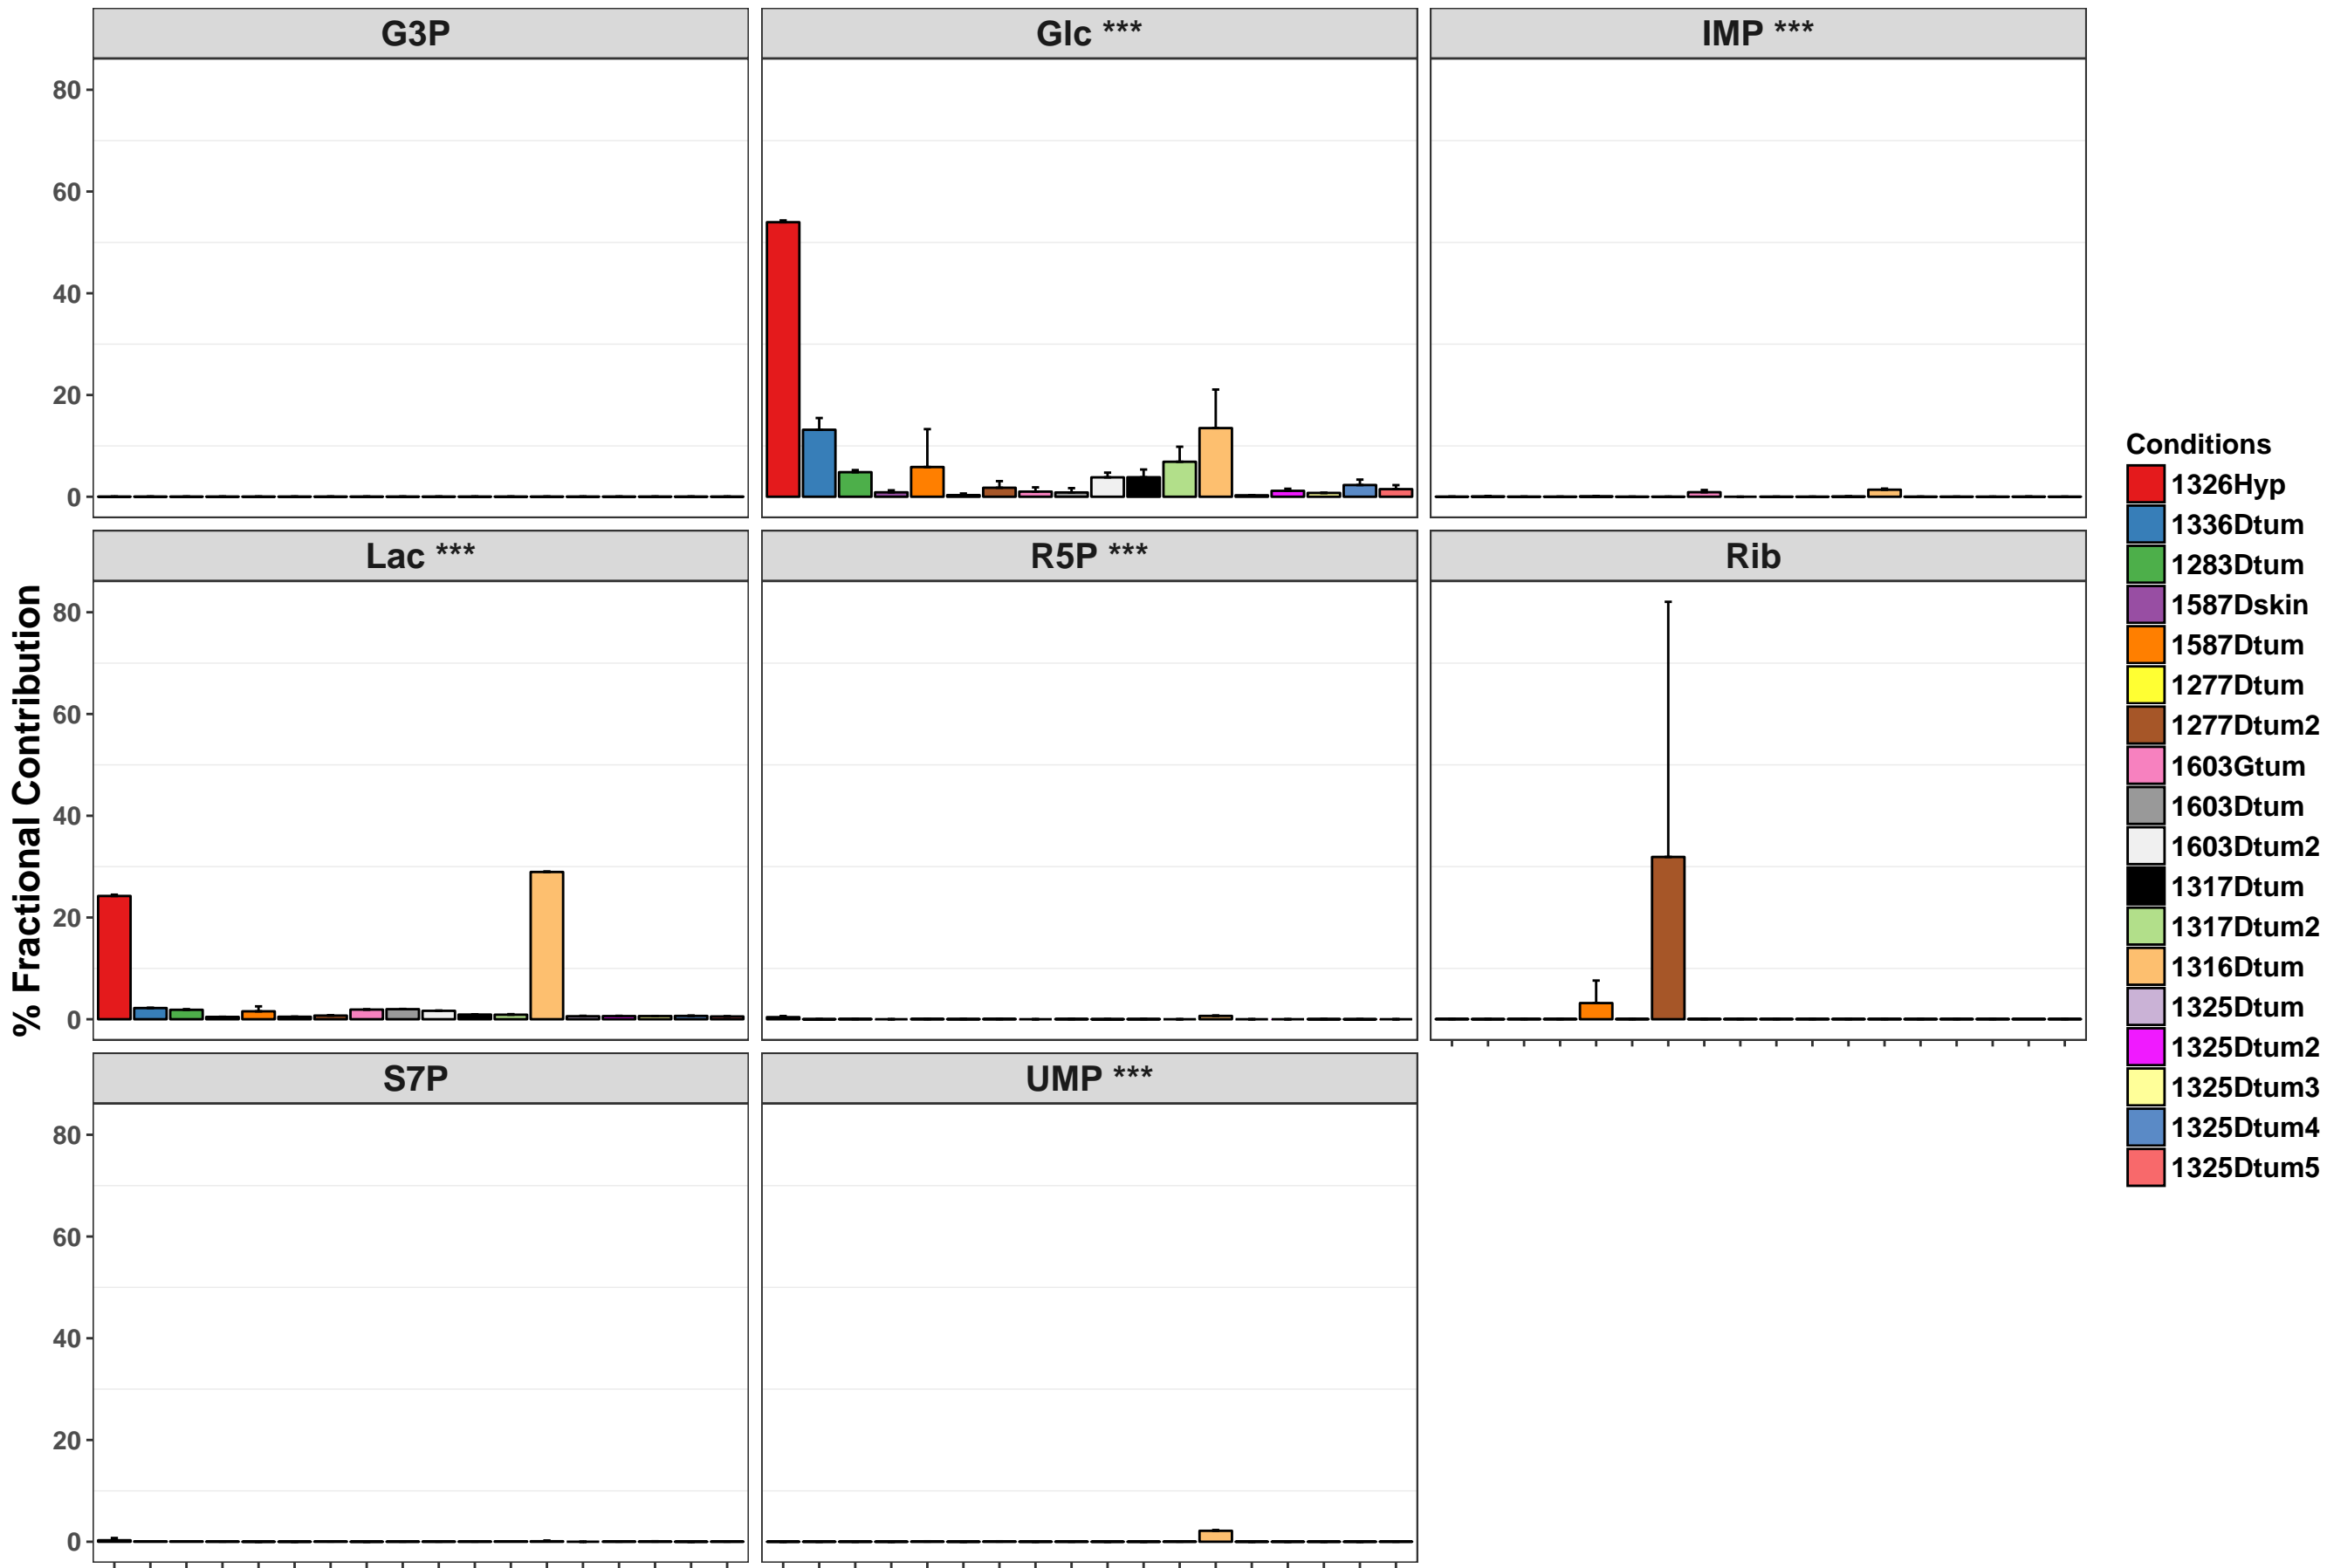 G3P
Glc ***
IMP ***
80
60
40
20
0
Lac ***
R5P ***
Rib
80
60
40
20
0
S7P
UMP ***
80
60
40
20
0
% Fractional Contribution
Conditions
1326Hyp
1336Dtum
1283Dtum
1587Dskin
1587Dtum
1277Dtum
1277Dtum2
1603Gtum
1603Dtum
1603Dtum2
1317Dtum
1317Dtum2
1316Dtum
1325Dtum
1325Dtum2
1325Dtum3
1325Dtum4
1325Dtum5